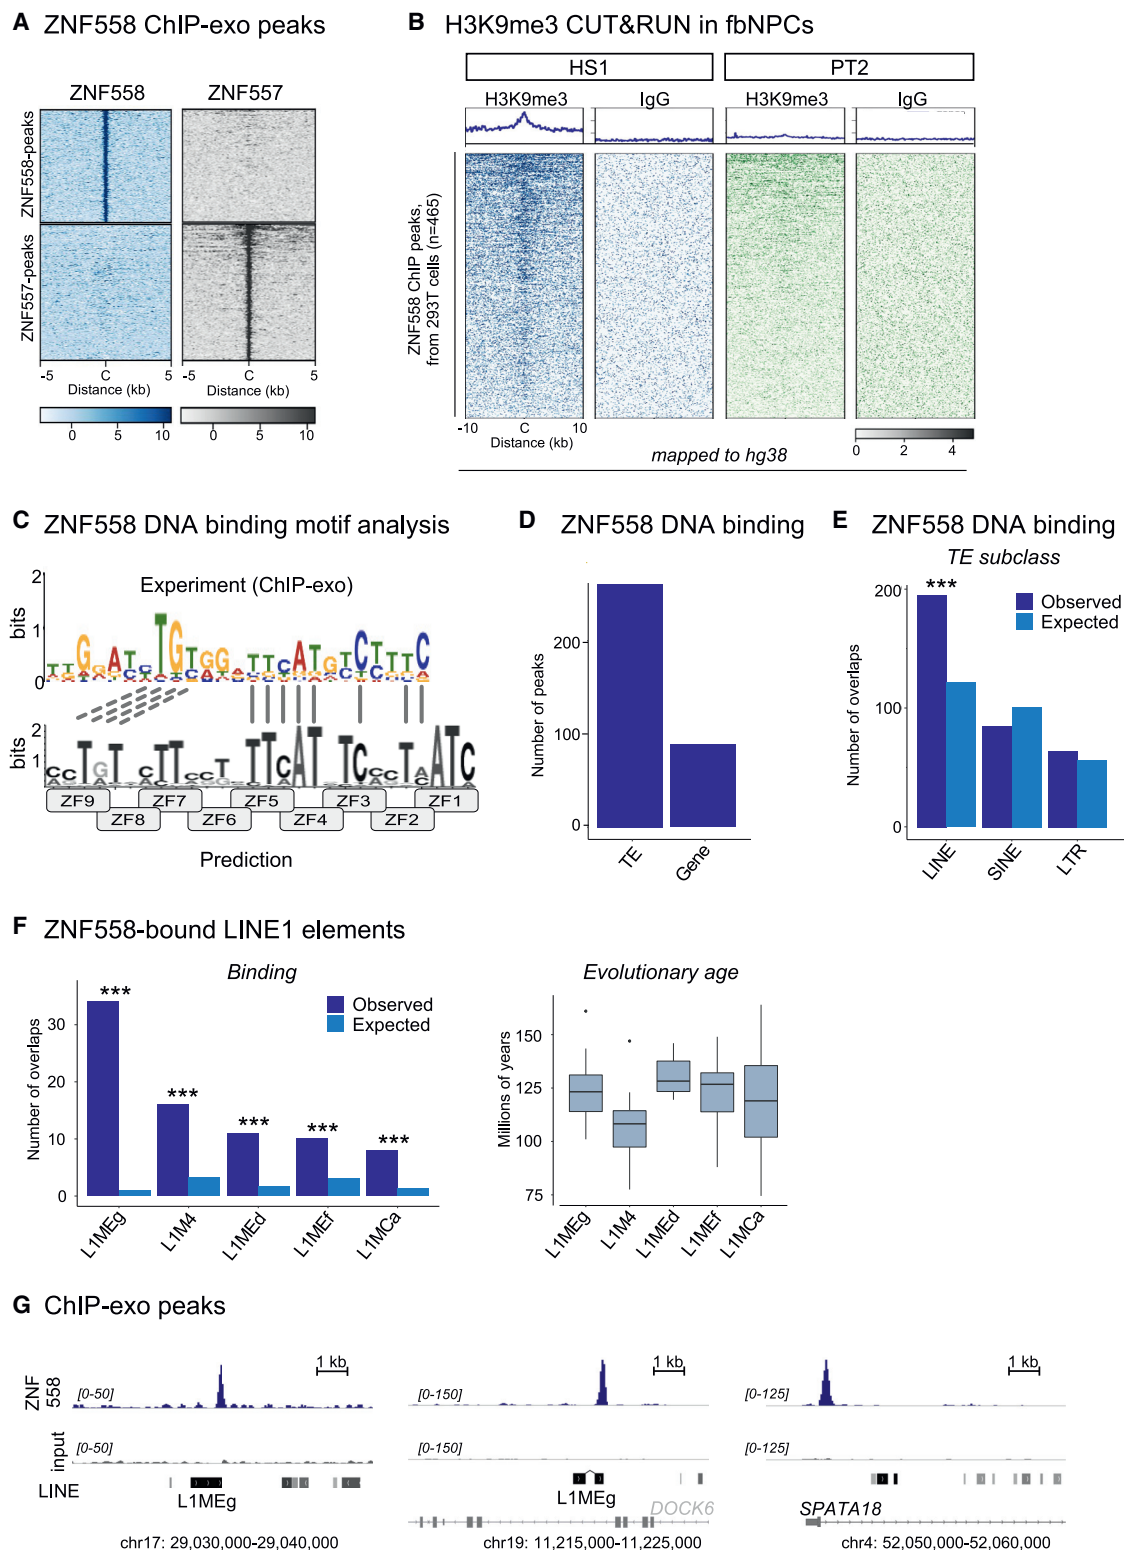 A ZNF558 ChIP-exo peaks
ZNF558 ZNF557
ZNF558-peaks
ZNF557-peaks
-5 C 5 -5 C 5
Distance (kb) Distance (kb)
0 5 10 0 5 10
B H3K9me3 CUT&RUN in fbNPCs
HS1 PT2
H3K9me3 IgG H3K9me3 IgG
ZNF558 ChIP peaks,
from 293T cells (n=465)
-10 C 10
Distance (kb)
0 2 4
mapped to hg38
C ZNF558 DNA binding motif analysis
Experiment (ChIP-exo)
2
bits
1
0
2
bits
1
ZF9 ZF7 ZF5 ZF3 ZF1
ZF8 ZF6 ZF4 ZF2
Prediction
D ZNF558 DNA binding
Number of peaks
200
100
0
TE Gene
E ZNF558 DNA binding
TE subclass
Number of overlaps
200
100
0
***
Observed
Expected
LINE SINE LTR
F ZNF558-bound LINE1 elements
Binding
Number of overlaps
30
20
10
0
*** *** *** *** ***
Observed
Expected
L1MEg L1M4 L1MEd L1MEf L1MCa
Evolutionary age
Millions of years
150
125
100
75
L1MEg L1M4 L1MEd L1MEf L1MCa
G ChIP-exo peaks
1 kb 1 kb 1 kb
ZNF
558
[0-50] [0-150] [0-125]
input
[0-50] [0-150] [0-125]
LINE
L1MEg L1MEg
DOCK6 SPATA18
chr17: 29,030,000-29,040,000 chr19: 11,215,000-11,225,000 chr4: 52,050,000-52,060,000